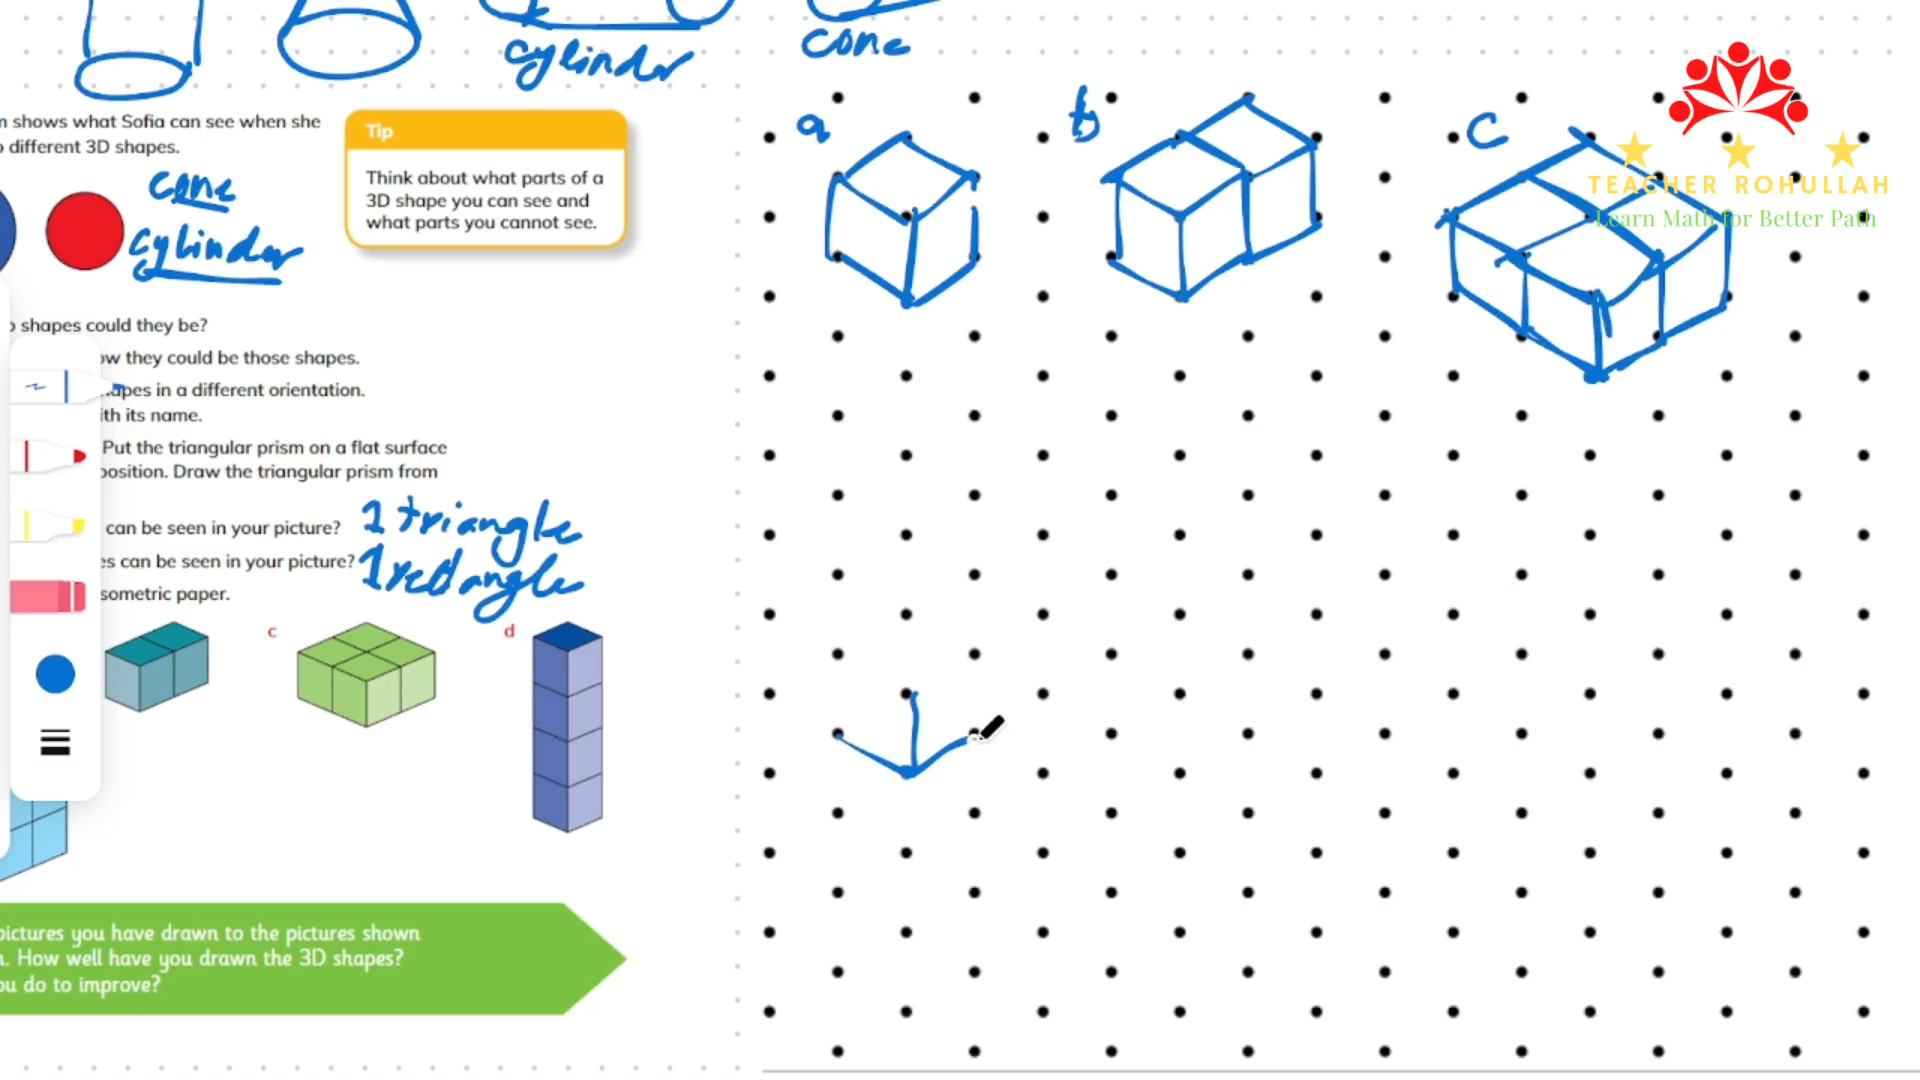 cylinder
cone
shows what Sofia can see when she
different 3D shapes.
cone
cylinder
Tip
Think about what parts of a
3D shape you can see and
what parts you cannot see.
shapes could they be?
they could be those shapes.
in a different orientation.
its name.
Put the triangular prism on a flat surface
Draw the triangular prism from
can be seen in your picture?
1 triangle
can be seen in your picture?
1 rectangle
paper.
c
d
pictures you have drawn to the pictures shown
How well have you drawn the 3D shapes?
do to improve?
a
b
C
TEACHER ROHULLAH
Learn Math for Better Path